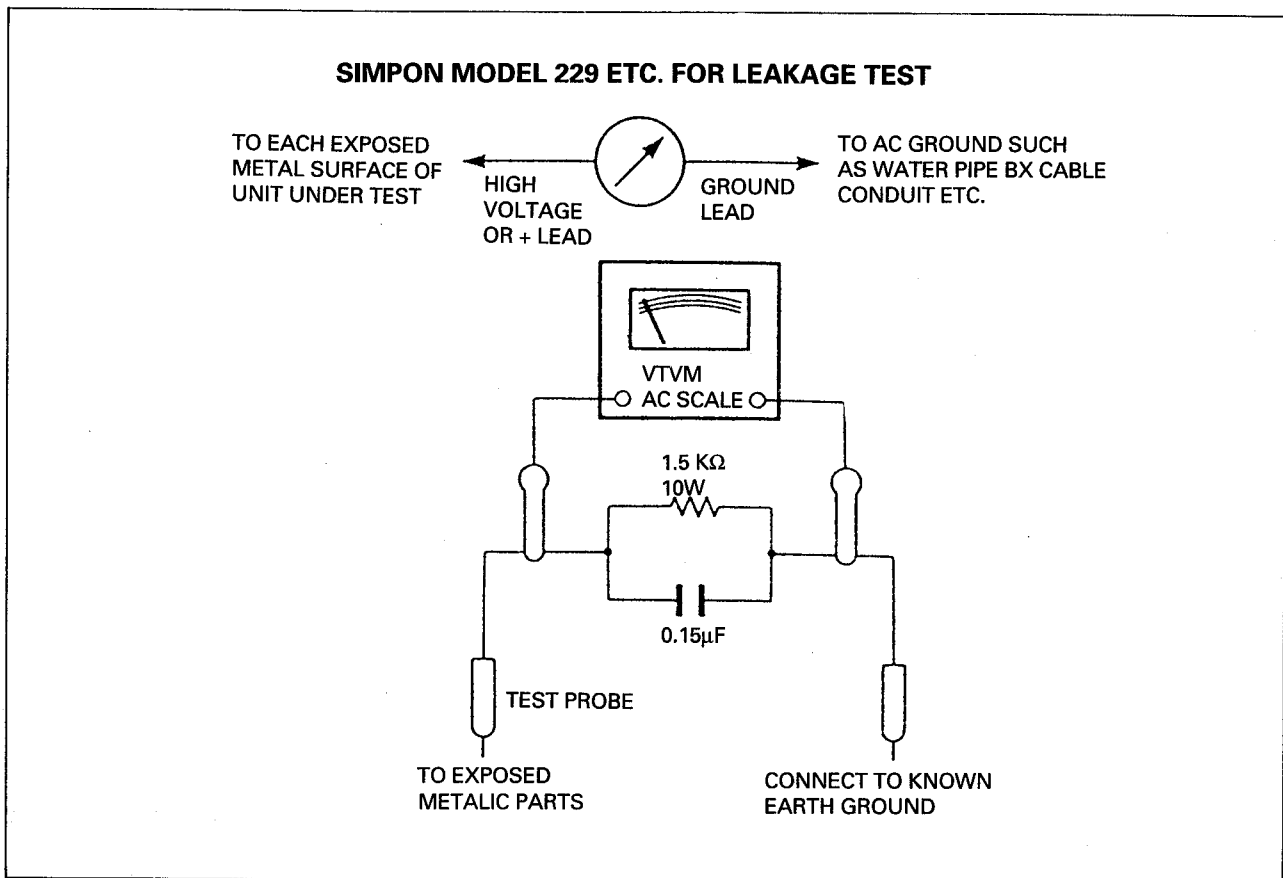 SIMPON MODEL 229 ETC. FOR LEAKAGE TEST
TO EACH EXPOSED
METAL SURFACE OF
UNIT UNDER TEST
HIGH
VOLTAGE
OR + LEAD
GROUND
LEAD
TO AC GROUND SUCH
AS WATER PIPE BX CABLE
CONDUIT ETC.
VTVM
AC SCALE
1.5 KΩ
10W
0.15μF
TEST PROBE
TO EXPOSED
METALIC PARTS
CONNECT TO KNOWN
EARTH GROUND